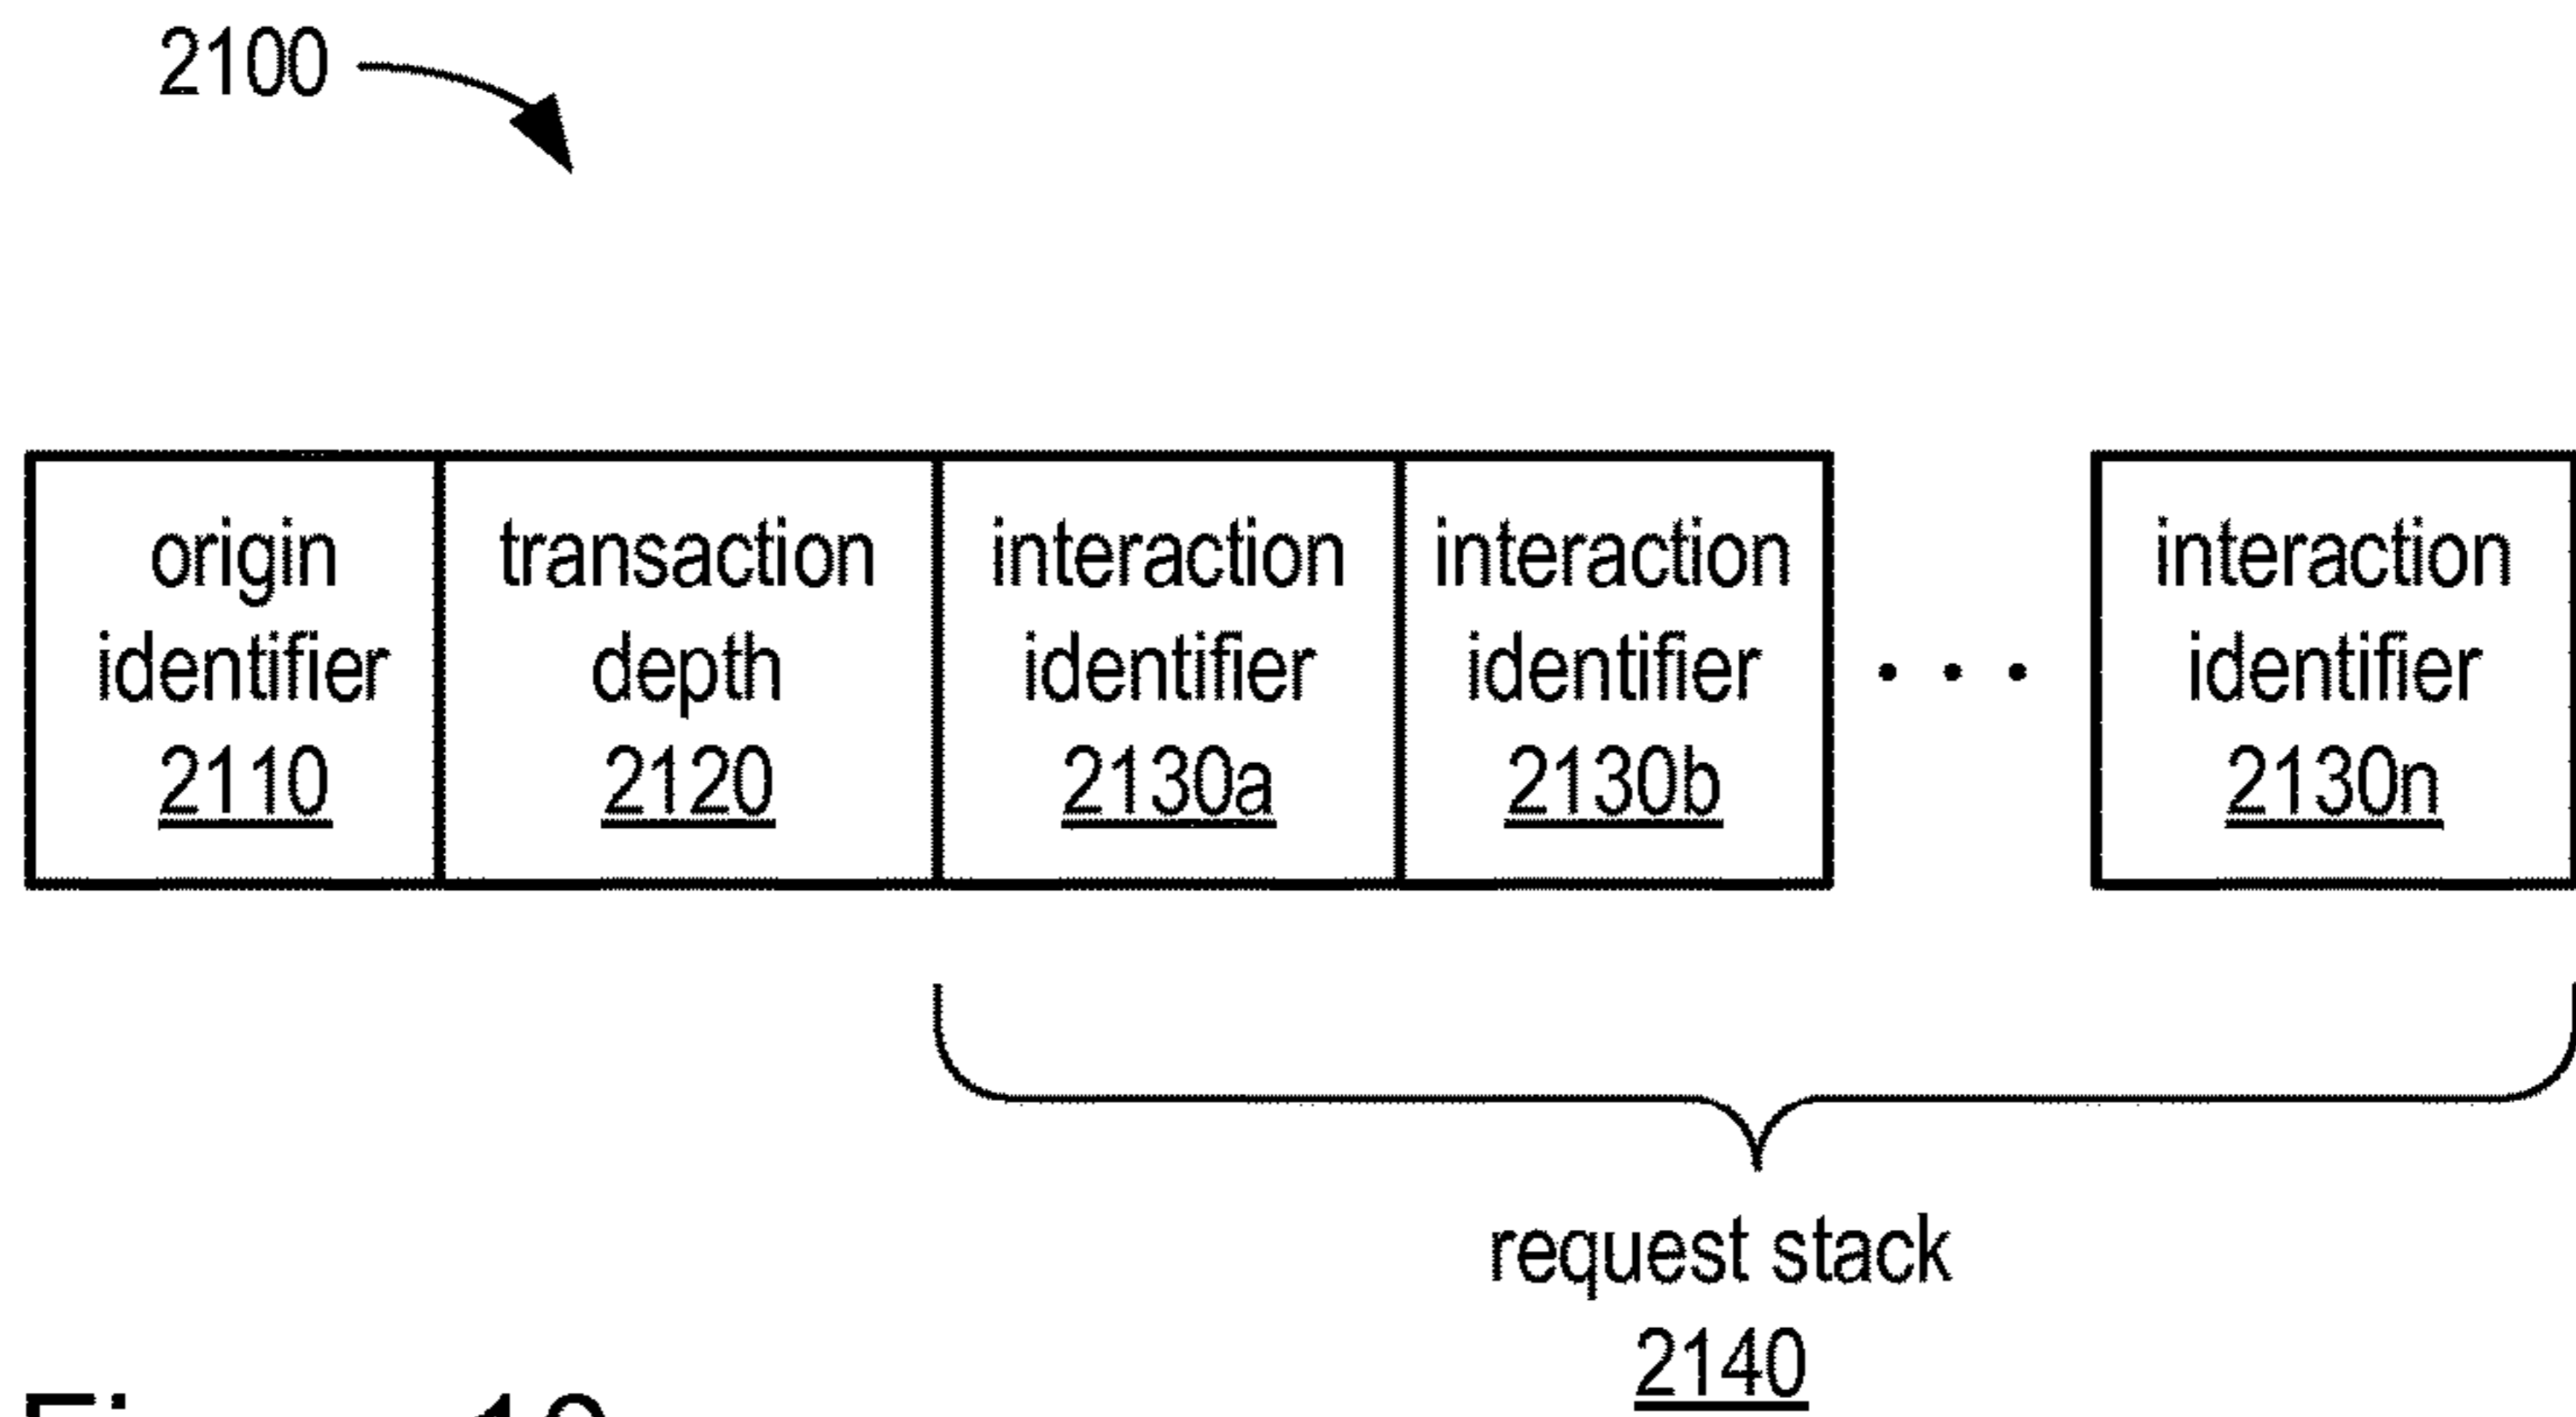 2100
origin identifier 2110
transaction depth 2120
interaction identifier 2130a
interaction identifier 2130b
. . .
interaction identifier 2130n
request stack
2140